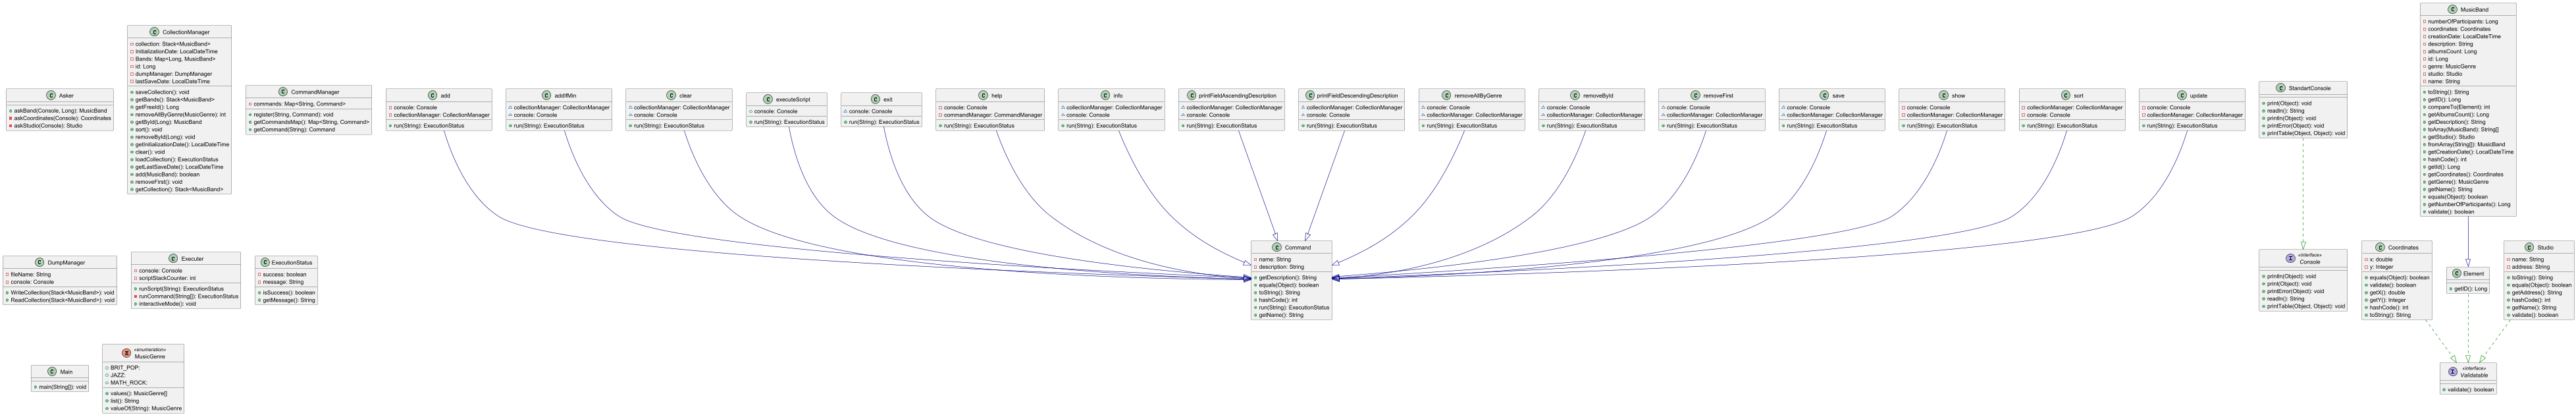 Asker
askBand(Console, Long): MusicBand
askCoordinates(Console): Coordinates
askStudio(Console): Studio
CollectionManager
collection: Stack<MusicBand>
InitializationDate: LocalDateTime
Bands: Map<Long, MusicBand>
id: Long
dumpManager: DumpManager
lastSaveDate: LocalDateTime
saveCollection(): void
getBands(): Stack<MusicBand>
getFreeId(): Long
removeAllByGenre(MusicGenre): int
getById(Long): MusicBand
sort(): void
removeById(Long): void
getInitializationDate(): LocalDateTime
clear(): void
loadCollection(): ExecutionStatus
getLastSaveDate(): LocalDateTime
add(MusicBand): boolean
removeFirst(): void
getCollection(): Stack<MusicBand>
CommandManager
commands: Map<String, Command>
register(String, Command): void
getCommandsMap(): Map<String, Command>
getCommand(String): Command
add
console: Console
collectionManager: CollectionManager
run(String): ExecutionStatus
addIfMin
collectionManager: CollectionManager
console: Console
run(String): ExecutionStatus
clear
collectionManager: CollectionManager
console: Console
run(String): ExecutionStatus
executeScript
console: Console
run(String): ExecutionStatus
exit
console: Console
run(String): ExecutionStatus
help
console: Console
commandManager: CommandManager
run(String): ExecutionStatus
info
collectionManager: CollectionManager
console: Console
run(String): ExecutionStatus
printFieldAscendingDescription
collectionManager: CollectionManager
console: Console
run(String): ExecutionStatus
printFieldDescendingDescription
collectionManager: CollectionManager
console: Console
run(String): ExecutionStatus
removeAllByGenre
console: Console
collectionManager: CollectionManager
run(String): ExecutionStatus
removeById
console: Console
collectionManager: CollectionManager
run(String): ExecutionStatus
removeFirst
console: Console
collectionManager: CollectionManager
run(String): ExecutionStatus
save
console: Console
collectionManager: CollectionManager
run(String): ExecutionStatus
show
console: Console
collectionManager: CollectionManager
run(String): ExecutionStatus
sort
collectionManager: CollectionManager
console: Console
run(String): ExecutionStatus
update
console: Console
collectionManager: CollectionManager
run(String): ExecutionStatus
StandartConsole
print(Object): void
readln(): String
println(Object): void
printError(Object): void
printTable(Object, Object): void
MusicBand
numberOfParticipants: Long
coordinates: Coordinates
creationDate: LocalDateTime
description: String
albumsCount: Long
id: Long
genre: MusicGenre
studio: Studio
name: String
toString(): String
getID(): Long
compareTo(Element): int
getAlbumsCount(): Long
getDescription(): String
toArray(MusicBand): String[]
getStudio(): Studio
fromArray(String[]): MusicBand
getCreationDate(): LocalDateTime
hashCode(): int
getId(): Long
getCoordinates(): Coordinates
getGenre(): MusicGenre
getName(): String
equals(Object): boolean
getNumberOfParticipants(): Long
validate(): boolean
DumpManager
fileName: String
console: Console
WriteCollection(Stack<MusicBand>): void
ReadCollection(Stack<MusicBand>): void
Executer
console: Console
scriptStackCounter: int
runScript(String): ExecutionStatus
runCommand(String[]): ExecutionStatus
interactiveMode(): void
ExecutionStatus
success: boolean
message: String
isSuccess(): boolean
getMessage(): String
Command
name: String
description: String
getDescription(): String
equals(Object): boolean
toString(): String
hashCode(): int
run(String): ExecutionStatus
getName(): String
«interface»
Console
println(Object): void
print(Object): void
printError(Object): void
readln(): String
printTable(Object, Object): void
Coordinates
x: double
y: Integer
equals(Object): boolean
validate(): boolean
getX(): double
getY(): Integer
hashCode(): int
toString(): String
Element
getID(): Long
Studio
name: String
address: String
toString(): String
equals(Object): boolean
getAddress(): String
hashCode(): int
getName(): String
validate(): boolean
Main
main(String[]): void
«enumeration»
MusicGenre
BRIT_POP:
JAZZ:
MATH_ROCK:
values(): MusicGenre[]
list(): String
valueOf(String): MusicGenre
«interface»
Validatable
validate(): boolean